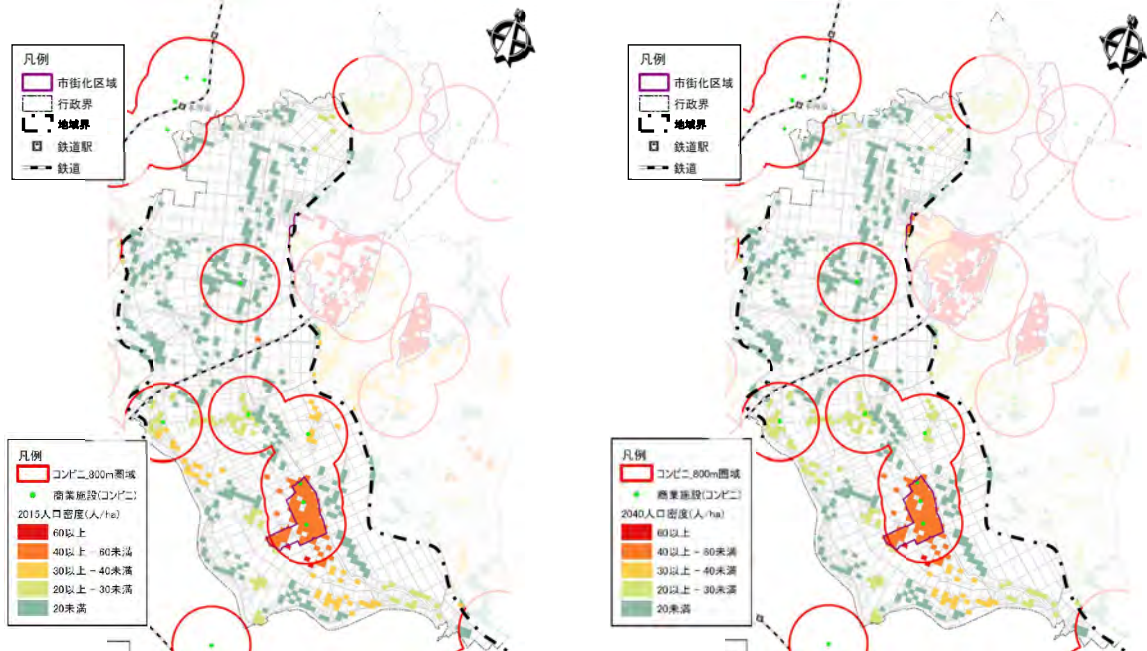 凡例
市街化区域
行政界
地域界
鉄道駅
鉄道
凡例
コンビニ_800m圏域
商業施設(コンビニ)
2015人口密度(人/ha)
60以上
40以上-60未満
30以上-40未満
20以上-30未満
20未満
凡例
市街化区域
行政界
地域界
鉄道駅
鉄道
凡例
コンビニ_800m圏域
商業施設(コンビニ)
2040人口密度(人/ha)
60以上
40以上-60未満
30以上-40未満
20以上-30未満
20未満